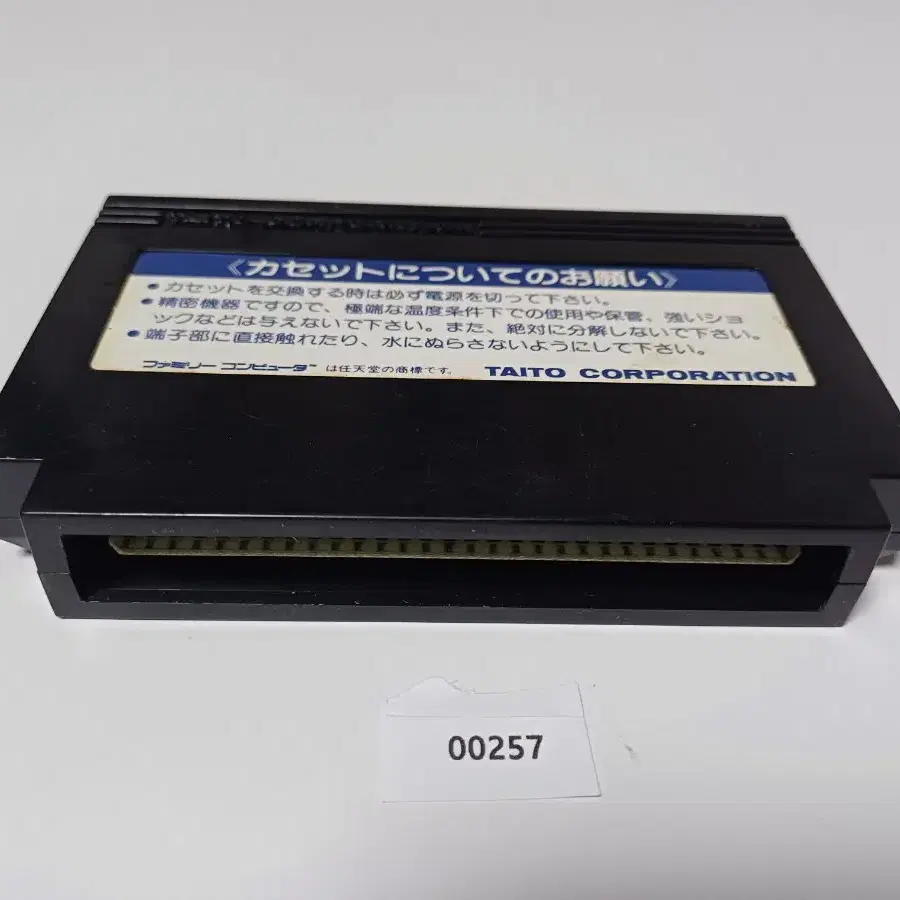 《カセットについてのお願い》
●カセットを交換する時は必ず電源を切って下さい。
●精密機器ですので、極端な温度条件下での使用や保管、強いショ
ックなどは与えないで下さい。また、絶対に分解しないで下さい。
●端子部に直接触れたり、水にぬらさないようにして下さい。
ファミリー コンピュータ™ は任天堂の商標です。 TAITO CORPORATION
00257